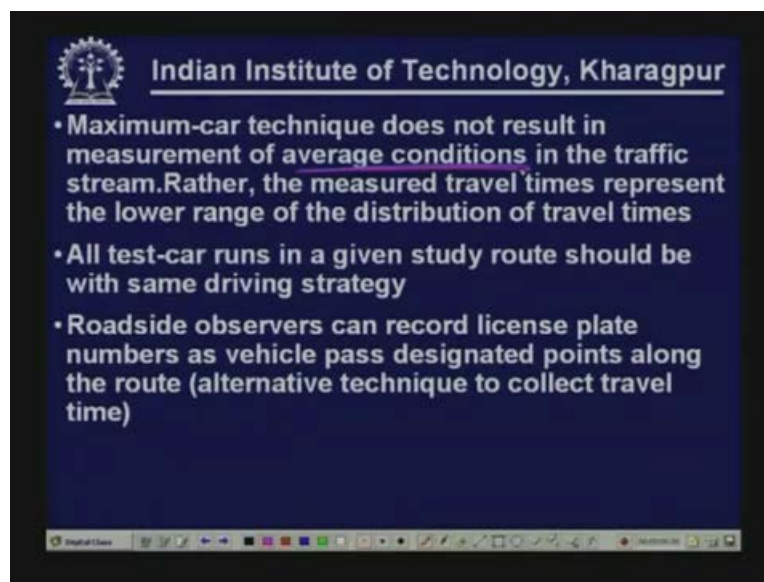 Indian Institute of Technology, Kharagpur
• Maximum-car technique does not result in
measurement of average conditions in the traffic
stream.Rather, the measured travel times represent
the lower range of the distribution of travel times
• All test-car runs in a given study route should be
with same driving strategy
• Roadside observers can record license plate
numbers as vehicle pass designated points along
the route (alternative technique to collect travel
time)
Digital Class